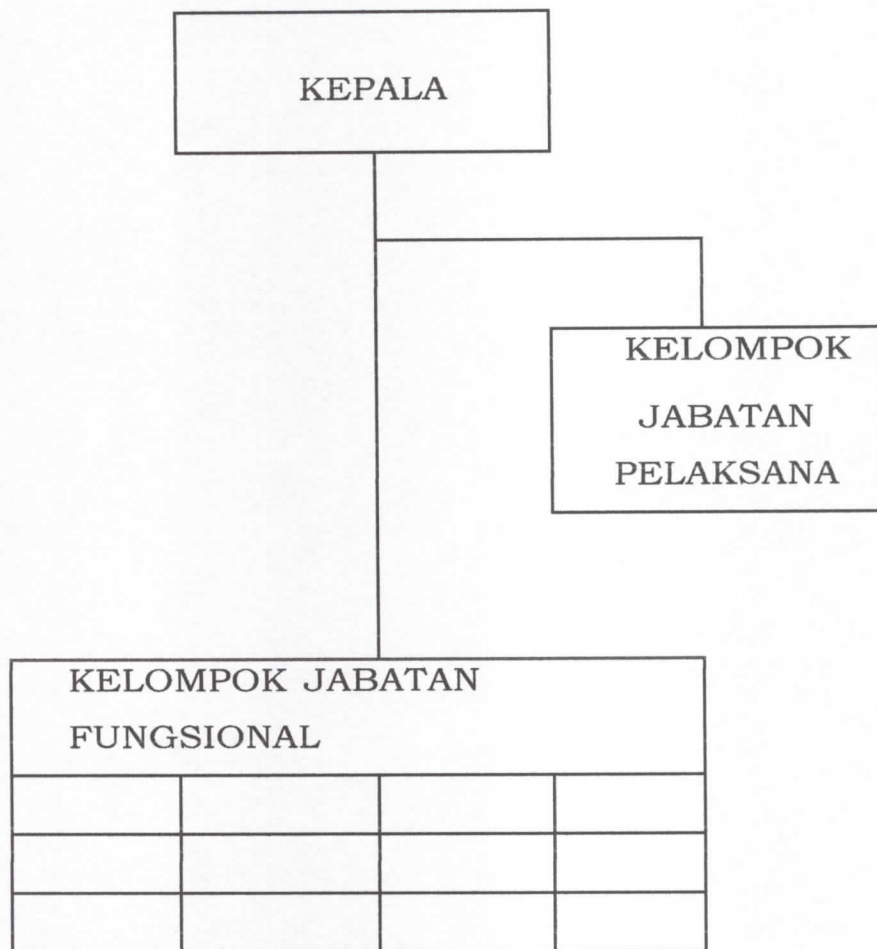 KEPALA
KELOMPOK
JABATAN
PELAKSANA
KELOMPOK JABATAN
FUNGSIONAL